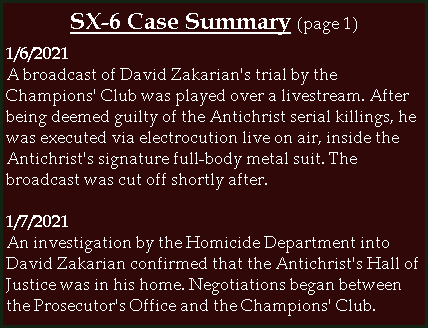 SX-6 Case Summary (page 1)
1/6/2021
A broadcast of David Zakarian's trial by the
Champions' Club was played over a livestream. After
being deemed guilty of the Antichrist serial killings, he
was executed via electrocution live on air, inside the
Antichrist's signature full-body metal suit. The
broadcast was cut off shortly after.
1/7/2021
An investigation by the Homicide Department into
David Zakarian confirmed that the Antichrist's Hall of
Justice was in his home. Negotiations began between
the Prosecutor's Office and the Champions' Club.